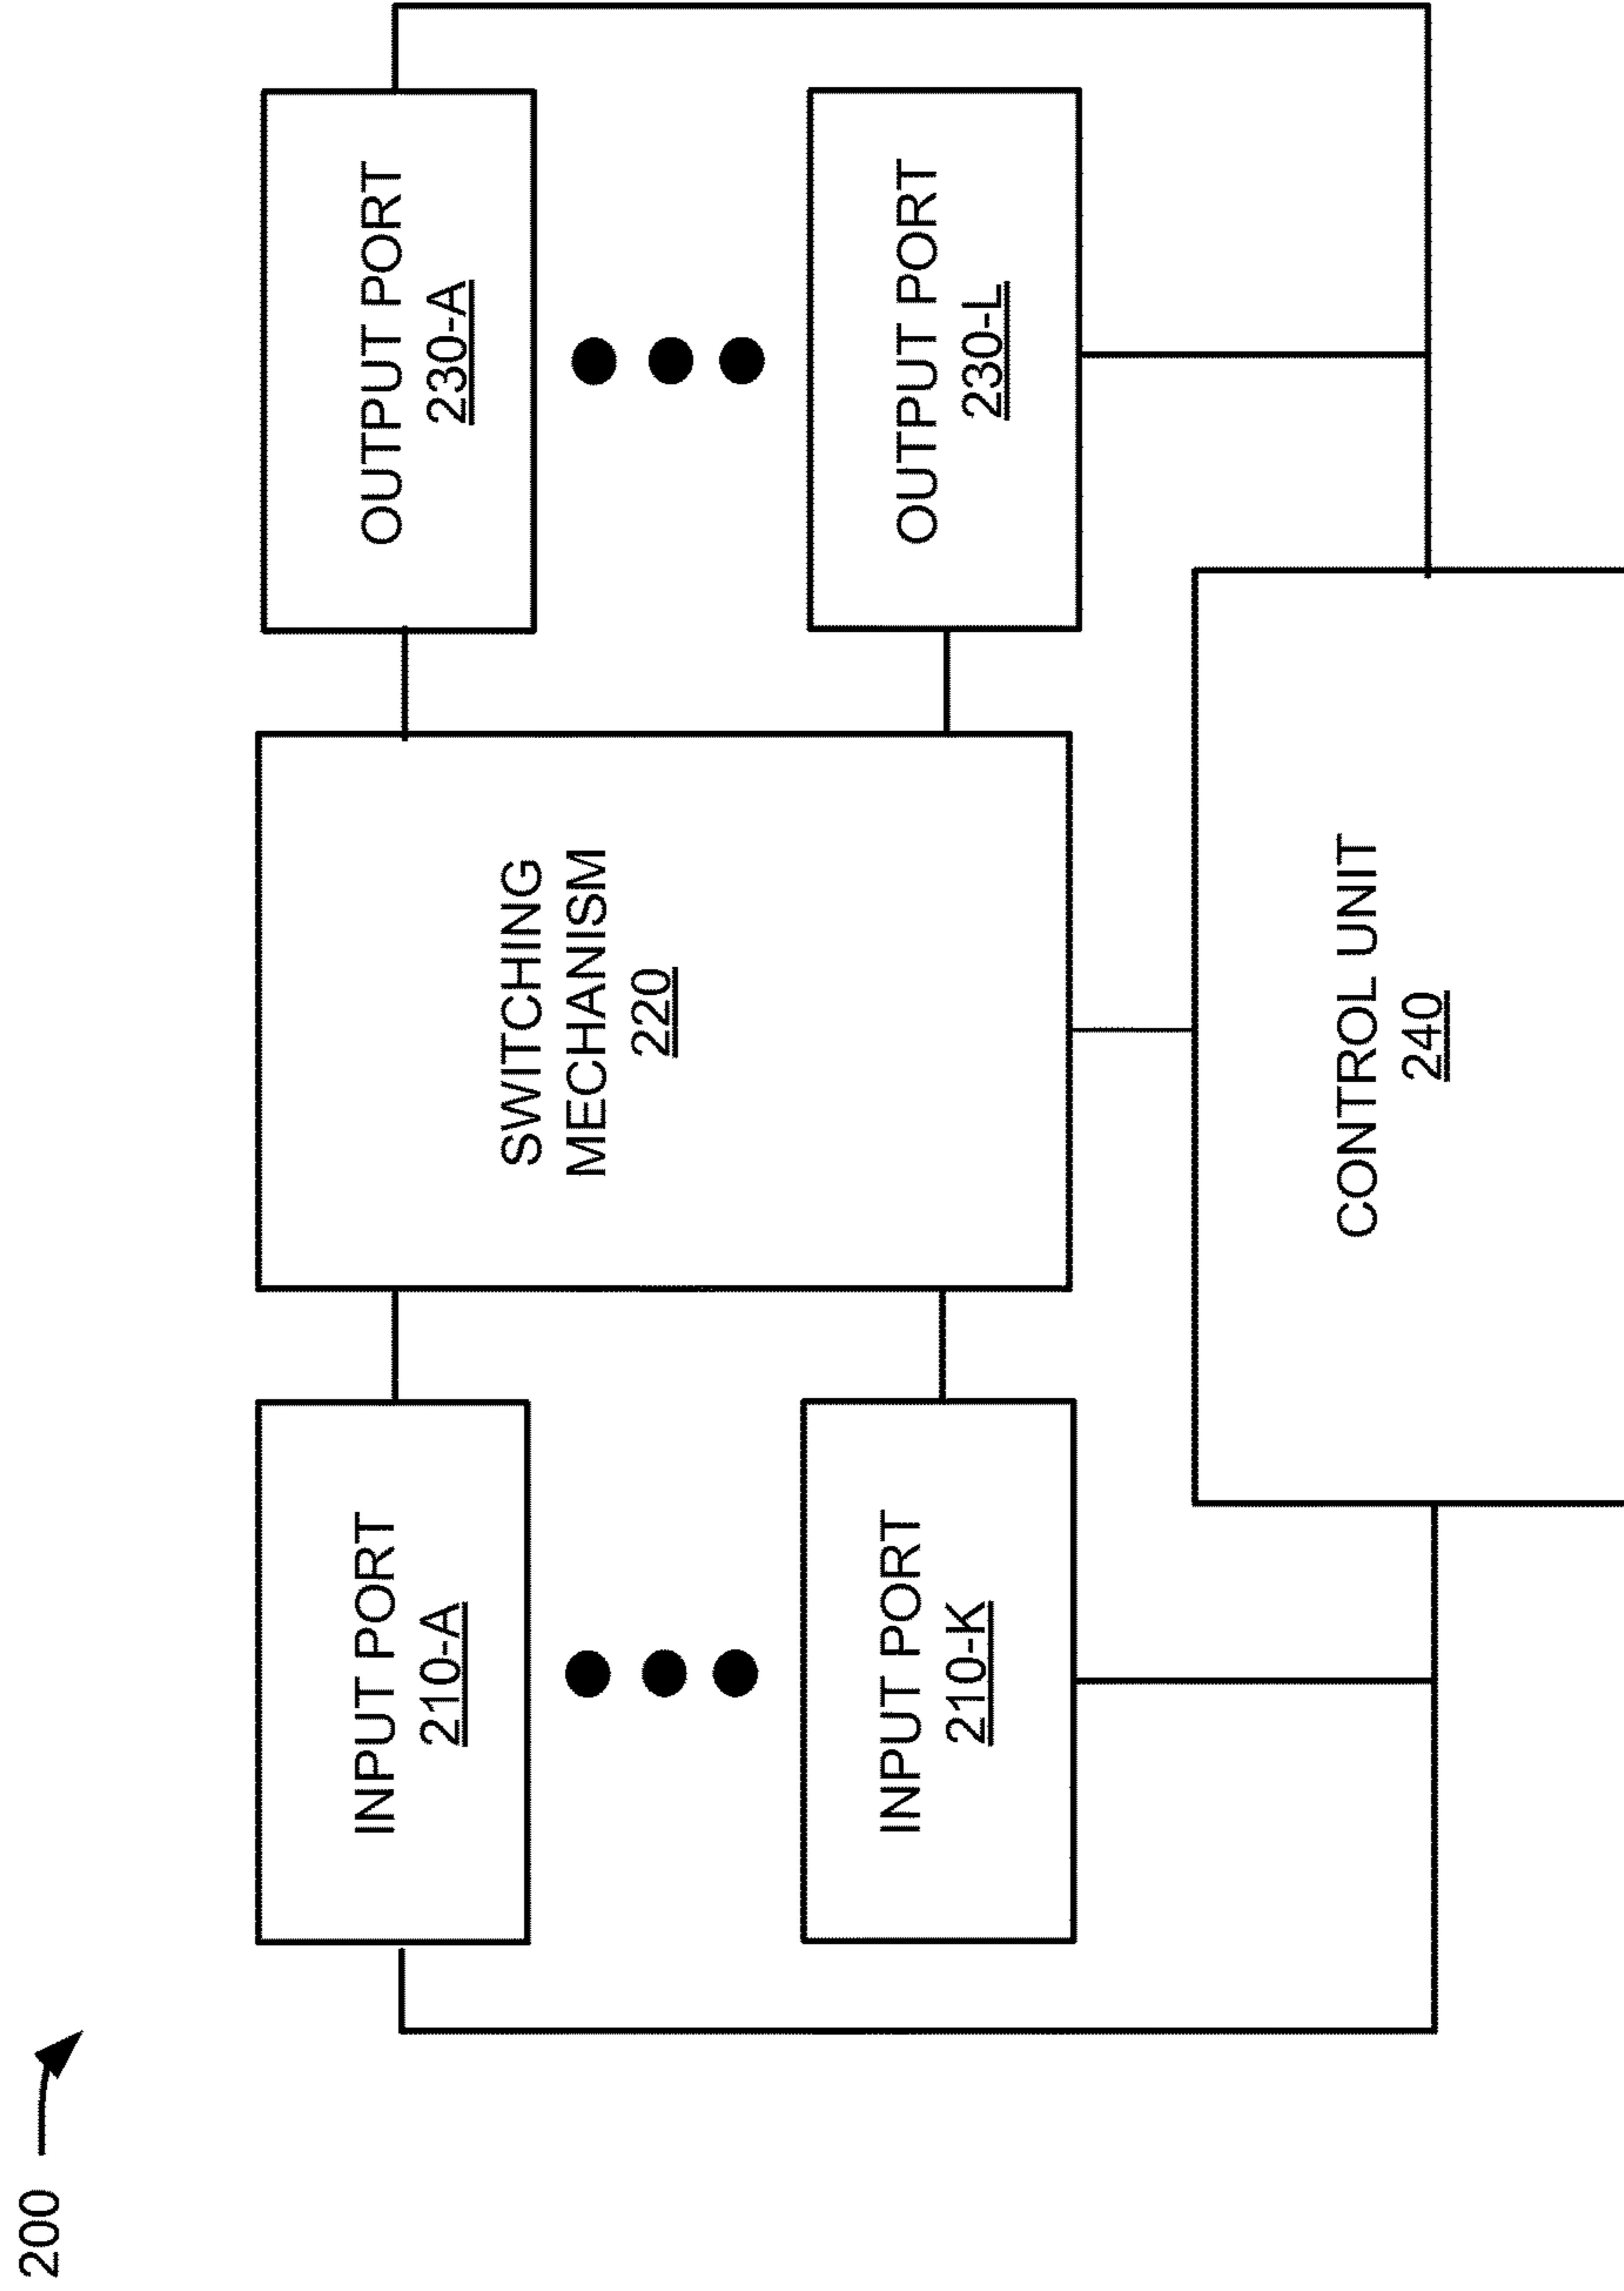 200
INPUT PORT
210-A
INPUT PORT
210-K
SWITCHING
MECHANISM
220
OUTPUT PORT
230-A
OUTPUT PORT
230-L
CONTROL UNIT
240